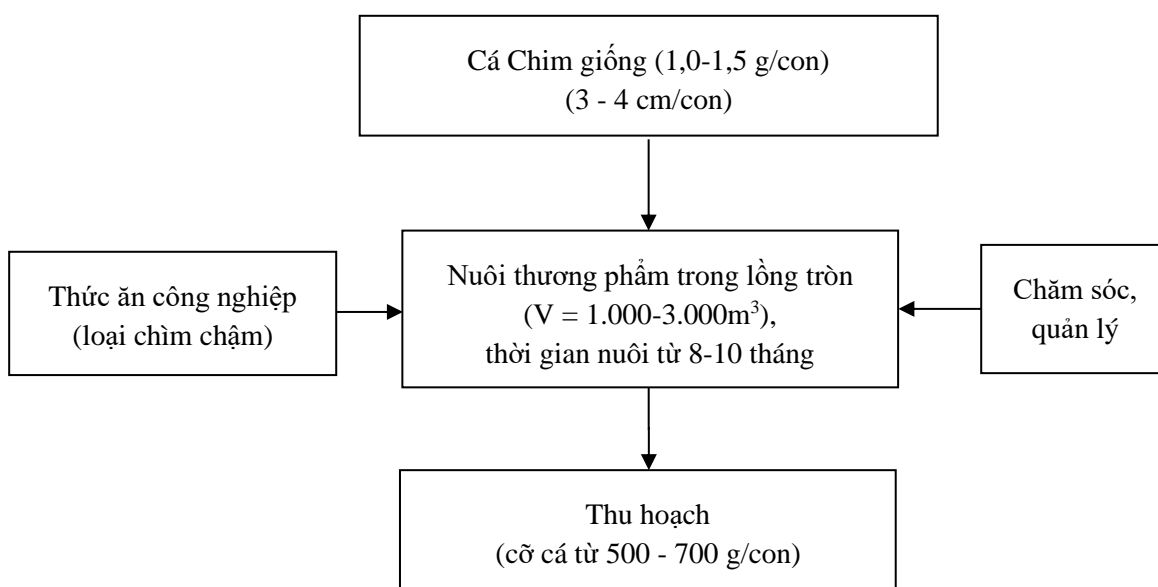 Cá Chim giống (1,0-1,5 g/con)
(3 - 4 cm/con)
Thức ăn công nghiệp
(loại chìm chậm)
Nuôi thương phẩm trong lồng tròn
(V = 1.000-3.000m³),
thời gian nuôi từ 8-10 tháng
Chăm sóc,
quản lý
Thu hoạch
(cỡ cá từ 500 - 700 g/con)